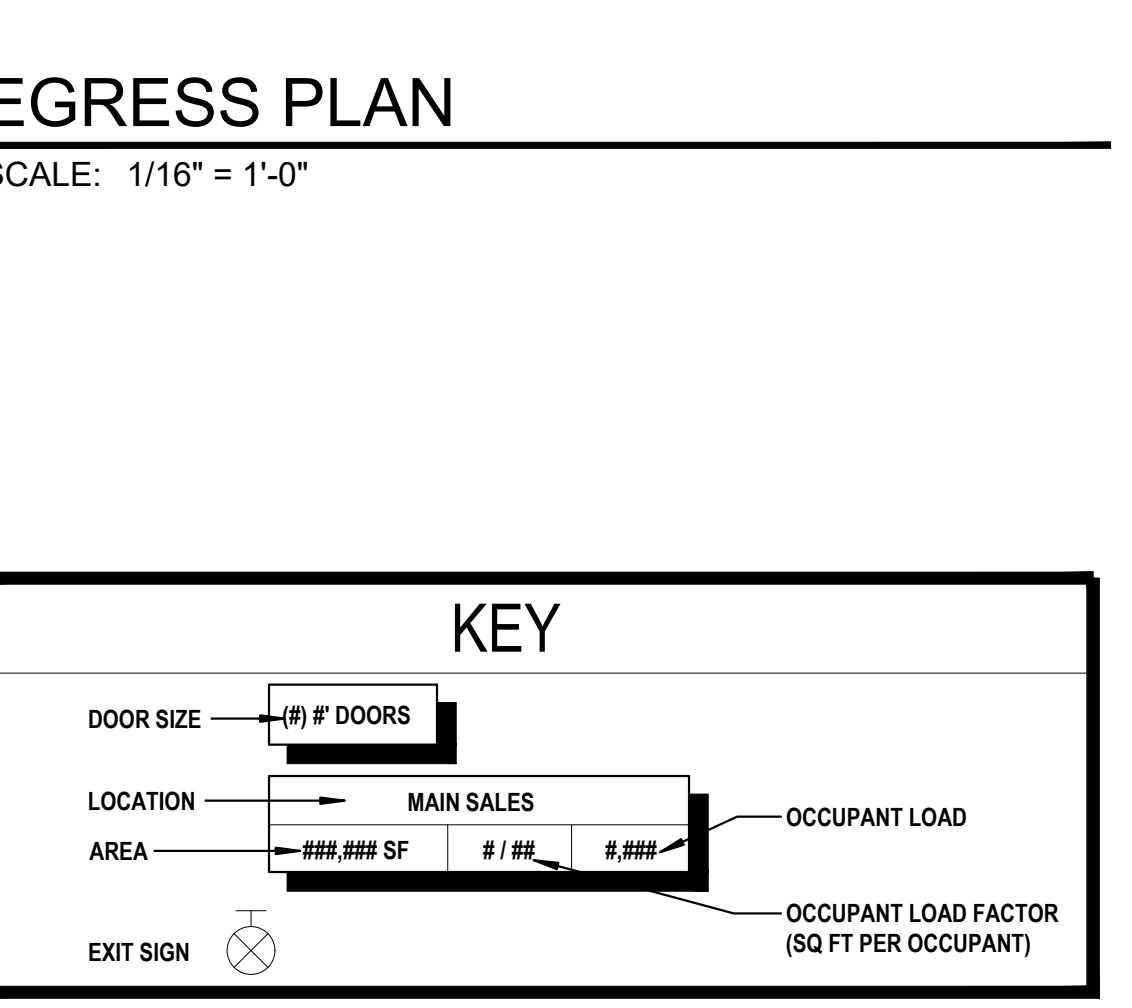 EGRESS PLAN
SCALE: 1/16" = 1'-0"
KEY
DOOR SIZE
(#) #' DOORS
LOCATION
MAIN SALES
OCCUPANT LOAD
AREA
###,### SF
# / ##
#,###
OCCUPANT LOAD FACTOR
(SQ FT PER OCCUPANT)
EXIT SIGN